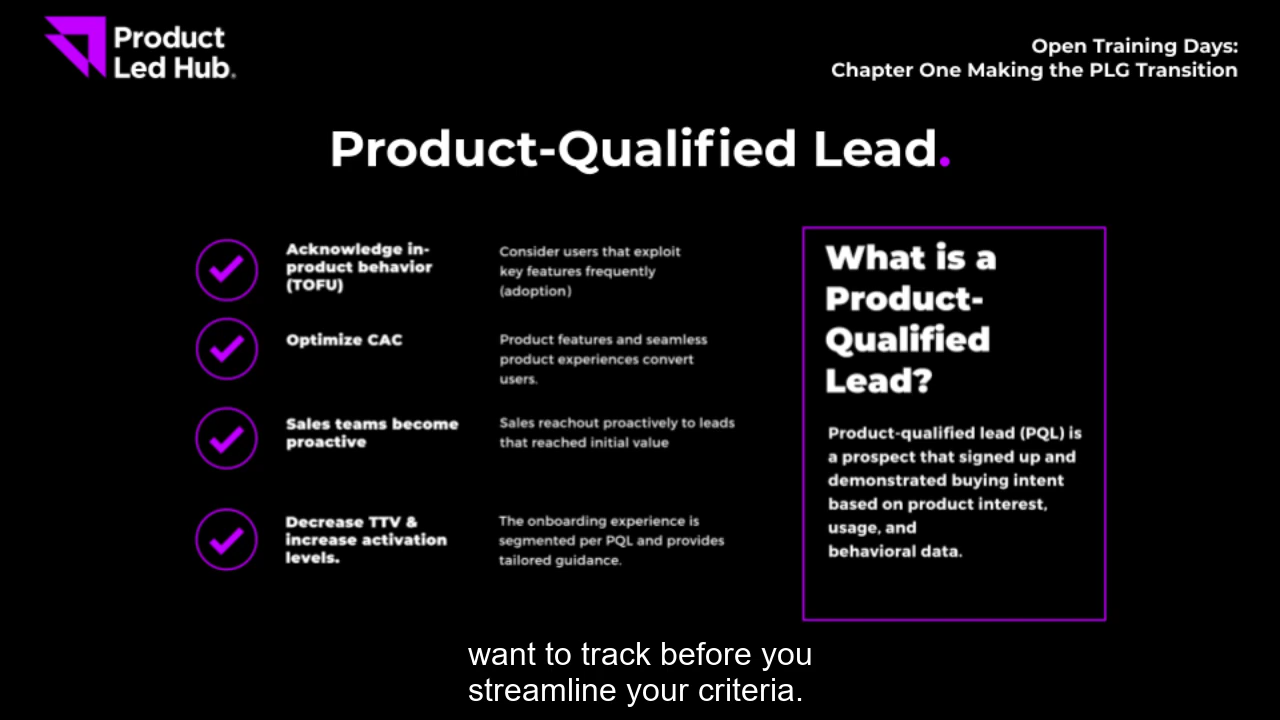 Product
Led Hub.
Open Training Days:
Chapter One Making the PLG Transition
Product-Qualified Lead.
Acknowledge in-
product behavior
(TOFU)
Consider users that exploit
key features frequently
(adoption)
Optimize CAC
Product features and seamless
product experiences convert
users.
Sales teams become
proactive
Sales reachout proactively to leads
that reached initial value
Decrease TTV &
increase activation
levels.
The onboarding experience is
segmented per PQL and provides
tailored guidance.
What is a
Product-
Qualified
Lead?
Product-qualified lead (PQL) is
a prospect that signed up and
demonstrated buying intent
based on product interest,
usage, and
behavioral data.
want to track before you
streamline your criteria.